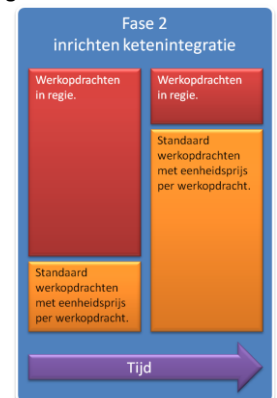 Fase 2
inrichten ketenintegratie
Werkopdrachten
in regie.
Standaard
werkopdrachten
met eenheidsprijs
per werkopdracht.
Werkopdrachten
in regie.
Standaard
werkopdrachten
met eenheidsprijs
per werkopdracht.
Tijd